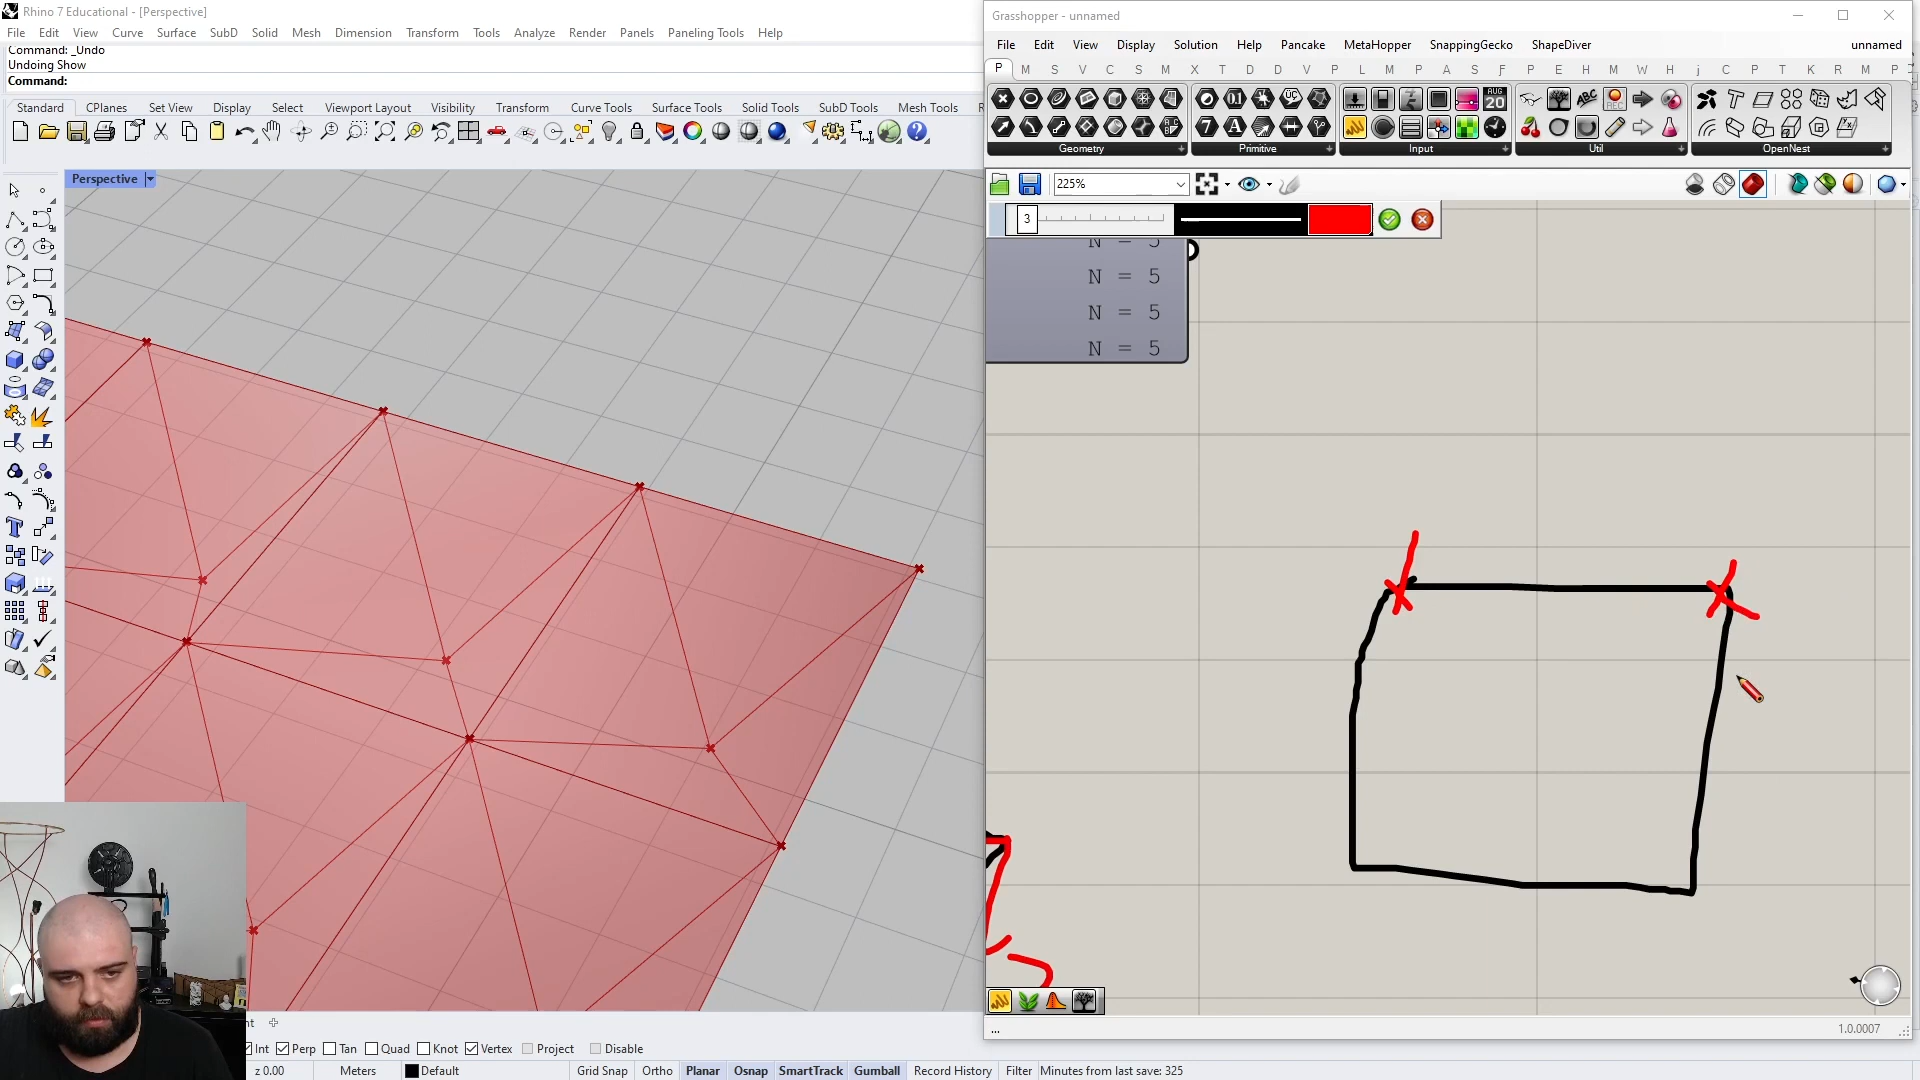 Rhino 7 Educational - [Perspective]
File Edit View Curve Surface SubD Solid Mesh Dimension Transform Tools Analyze Render Panels Paneling Tools Help
Command: _Undo
Undoing Show
Command:
Standard CPlanes Set View Display Select Viewport Layout Visibility Transform Curve Tools Surface Tools Solid Tools SubD Tools Mesh Tools
Perspective
Int Perp Tan Quad Knot Vertex Project Disable
z 0.00 Meters Default Grid Snap Ortho Planar Osnap SmartTrack Gumball Record History Filter Minutes from last save: 325
Grasshopper - unnamed
File Edit View Display Solution Help Pancake MetaHopper SnappingGecko ShapeDiver unnamed
P M S V C S M X T D D V P L M P A S F P E H M W H j C P T K R M P
Geometry Primitive Input Util OpenNest
225%
3
N = 5
N = 5
N = 5
N = 5
...
1.0.0007